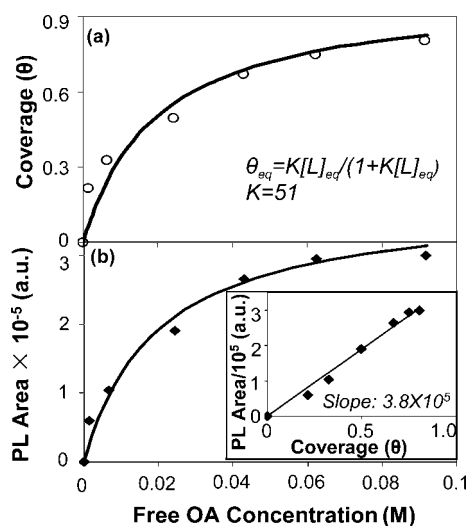 (a)
Coverage (θ)
0.9
0.6
0.3
0
θeq=K[L]eq/(1+K[L]eq)
K=51
(b)
PL Area × 10⁻⁵ (a.u.)
3
2
1
0
PL Area/10⁵ (a.u.)
3
2
1
0
Slope: 3.8X10⁵
0 0.5 1.0
Coverage (θ)
0 0.02 0.04 0.06 0.08 0.1
Free OA Concentration (M)